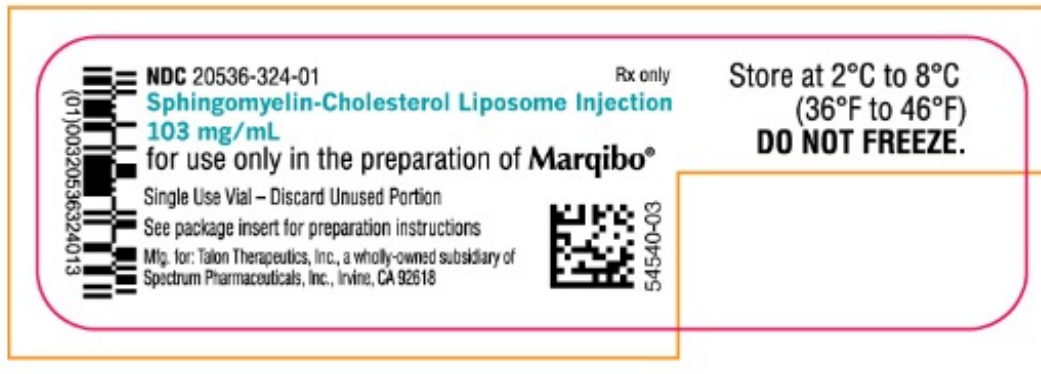 (01)00320536324013
NDC 20536-324-01
Rx only
Sphingomyelin-Cholesterol Liposome Injection
103 mg/mL
for use only in the preparation of Marqibo®
Single Use Vial – Discard Unused Portion
See package insert for preparation instructions
Mfg. for: Talon Therapeutics, Inc., a wholly-owned subsidiary of
Spectrum Pharmaceuticals, Inc., Irvine, CA 92618
54540-03
Store at 2°C to 8°C
(36°F to 46°F)
DO NOT FREEZE.